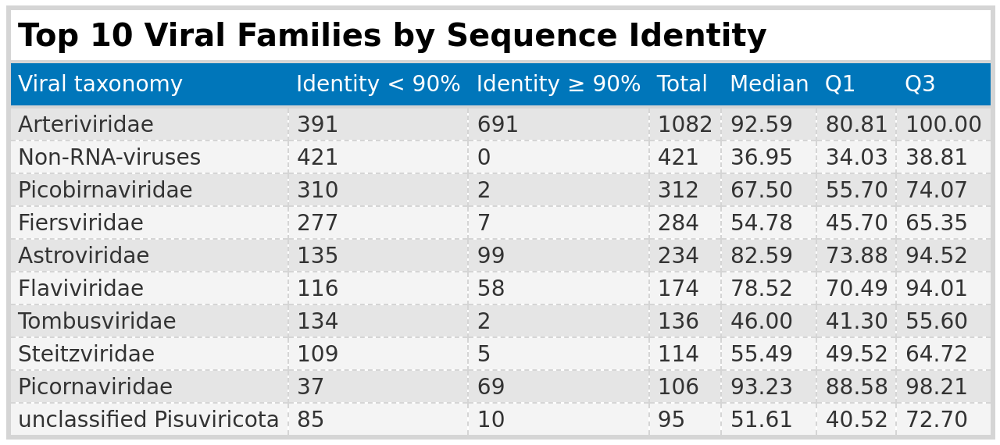 Top 10 Viral Families by Sequence Identity
Viral taxonomy Identity < 90% Identity ≥ 90% Total Median Q1 Q3
Arteriviridae 391 691 1082 92.59 80.81 100.00
Non-RNA-viruses 421 0 421 36.95 34.03 38.81
Picobirnaviridae 310 2 312 67.50 55.70 74.07
Fiersviridae 277 7 284 54.78 45.70 65.35
Astroviridae 135 99 234 82.59 73.88 94.52
Flaviviridae 116 58 174 78.52 70.49 94.01
Tombusviridae 134 2 136 46.00 41.30 55.60
Steitzviridae 109 5 114 55.49 49.52 64.72
Picornaviridae 37 69 106 93.23 88.58 98.21
unclassified Pisuviricota 85 10 95 51.61 40.52 72.70